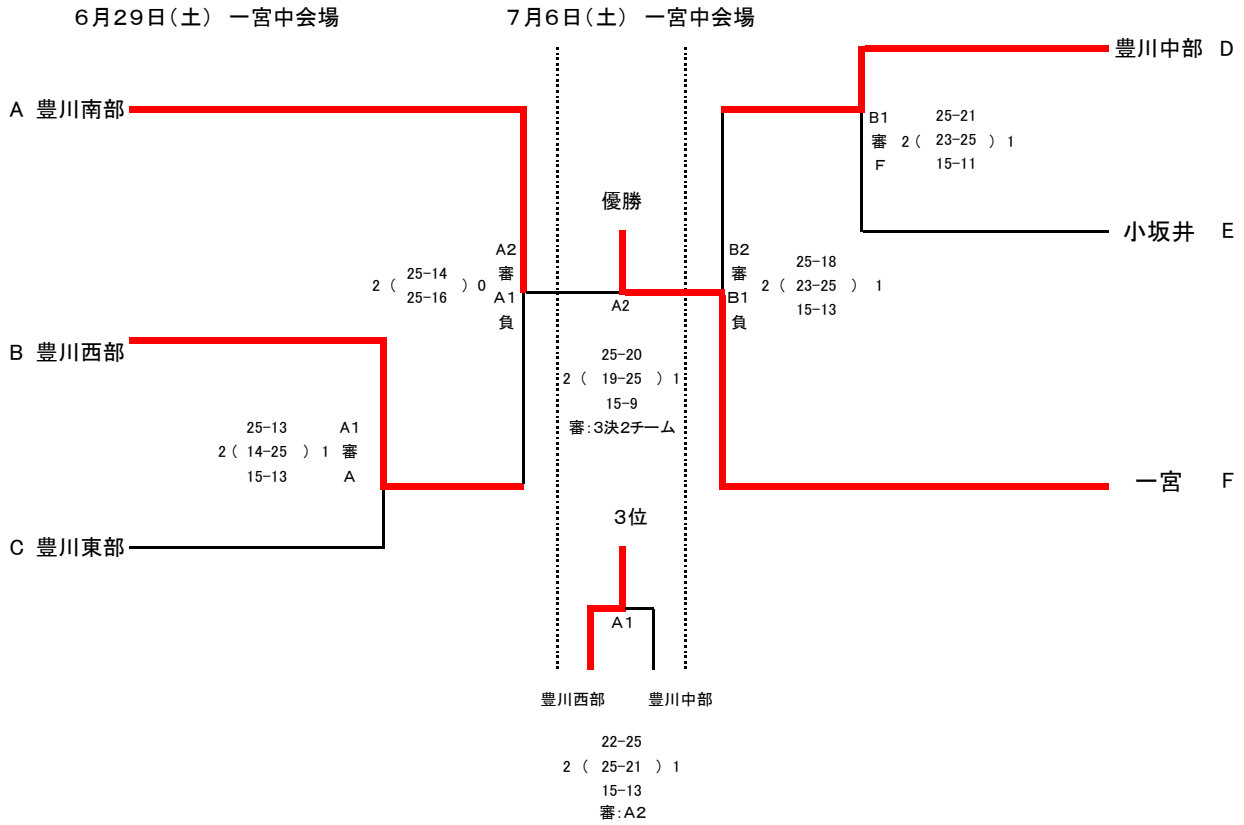 6月29日(土) 一宮中会場
7月6日(土) 一宮中会場
豊川中部 D
A 豊川南部
B1 25-21
審 2 ( 23-25 ) 1
F 15-11
優勝
小坂井 E
A2
25-14 審
2 ( ) 0
25-16 A1
負
B2
審 25-18
2 ( 23-25 ) 1
B1 15-13
負
A2
B 豊川西部
25-20
2 ( 19-25 ) 1
15-9
審:3決2チーム
25-13 A1
2 ( 14-25 ) 1 審
15-13 A
一宮 F
3位
C 豊川東部
A1
豊川西部 豊川中部
22-25
2 ( 25-21 ) 1
15-13
審:A2